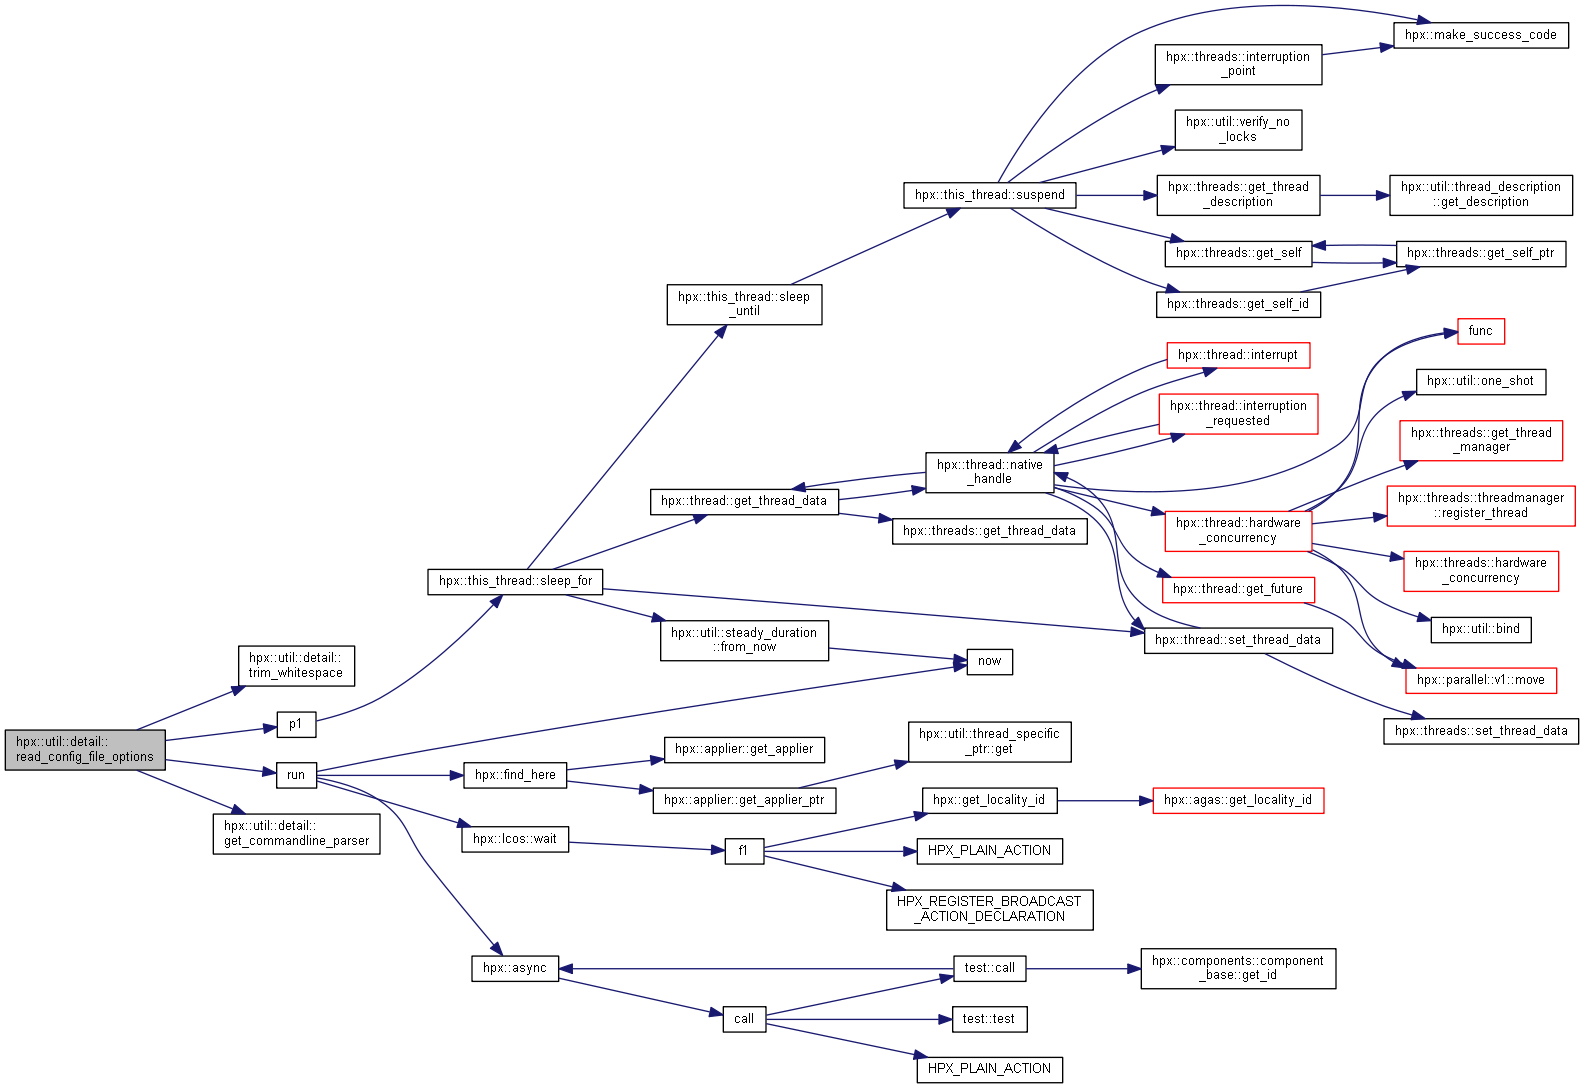 hpx::make_success_code
hpx::threads::interruption
_point
hpx::util::verify_no
_locks
hpx::this_thread::suspend
hpx::threads::get_thread
_description
hpx::util::thread_description
::get_description
hpx::threads::get_self
hpx::threads::get_self_ptr
hpx::threads::get_self_id
hpx::this_thread::sleep
_until
func
hpx::thread::interrupt
hpx::util::one_shot
hpx::thread::interruption
_requested
hpx::threads::get_thread
_manager
hpx::thread::native
_handle
hpx::thread::get_thread_data
hpx::threads::get_thread_data
hpx::threads::threadmanager
::register_thread
hpx::thread::hardware
_concurrency
hpx::threads::hardware
_concurrency
hpx::this_thread::sleep_for
hpx::thread::get_future
hpx::util::bind
hpx::util::steady_duration
::from_now
hpx::thread::set_thread_data
now
hpx::parallel::v1::move
hpx::util::detail::
trim_whitespace
p1
hpx::threads::set_thread_data
hpx::util::detail::
read_config_file_options
hpx::applier::get_applier
hpx::util::thread_specific
_ptr::get
run
hpx::find_here
hpx::applier::get_applier_ptr
hpx::get_locality_id
hpx::agas::get_locality_id
hpx::util::detail::
get_commandline_parser
hpx::lcos::wait
f1
HPX_PLAIN_ACTION
HPX_REGISTER_BROADCAST
_ACTION_DECLARATION
hpx::async
test::call
hpx::components::component
_base::get_id
call
test::test
HPX_PLAIN_ACTION